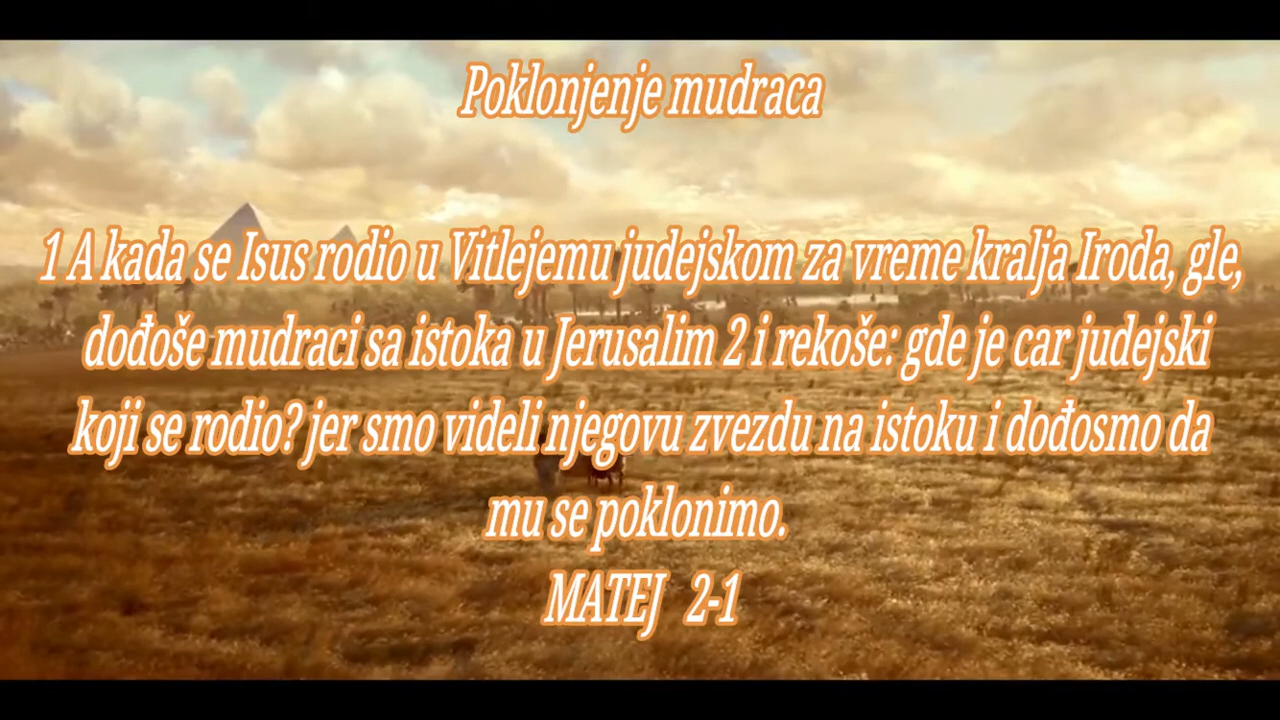 Poklonjenje mudraca
1 A kada se Isus rodio u Vitlejemu judejskom za vreme kralja Iroda, gle,
dođoše mudraci sa istoka u Jerusalim 2 i rekoše: gde je car judejski
koji se rodio? jer smo videli njegovu zvezdu na istoku i dođosmo da
mu se poklonimo.
MATEJ 2-1